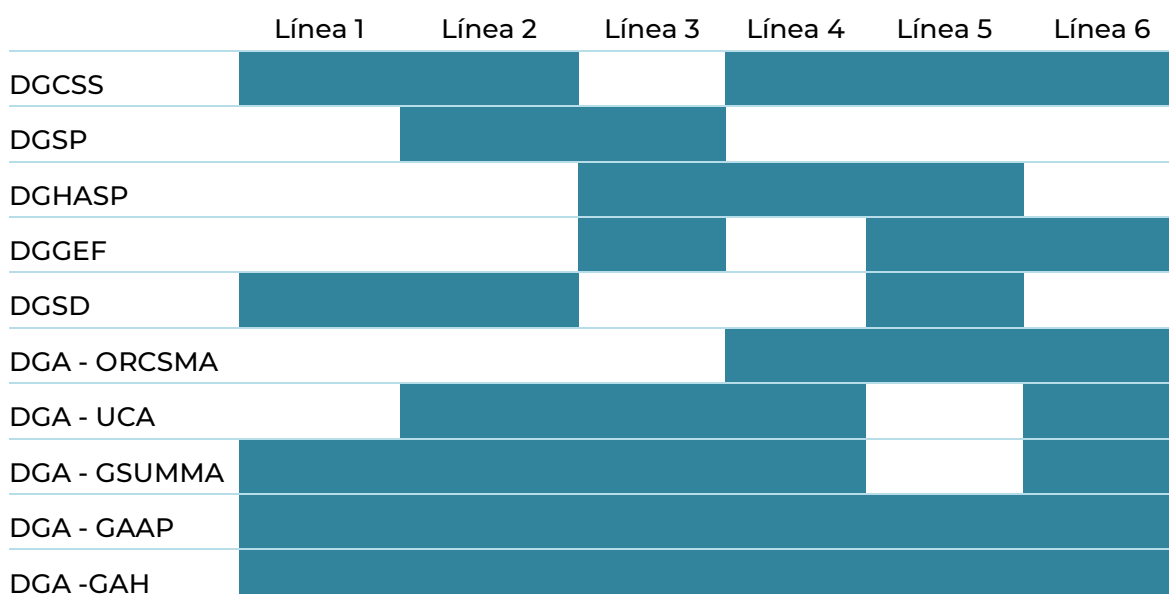 Línea 1 Línea 2 Línea 3 Línea 4 Línea 5 Línea 6
DGCSS
DGSP
DGHASP
DGGEF
DGSD
DGA - ORCSMA
DGA - UCA
DGA - GSUMMA
DGA - GAAP
DGA -GAH